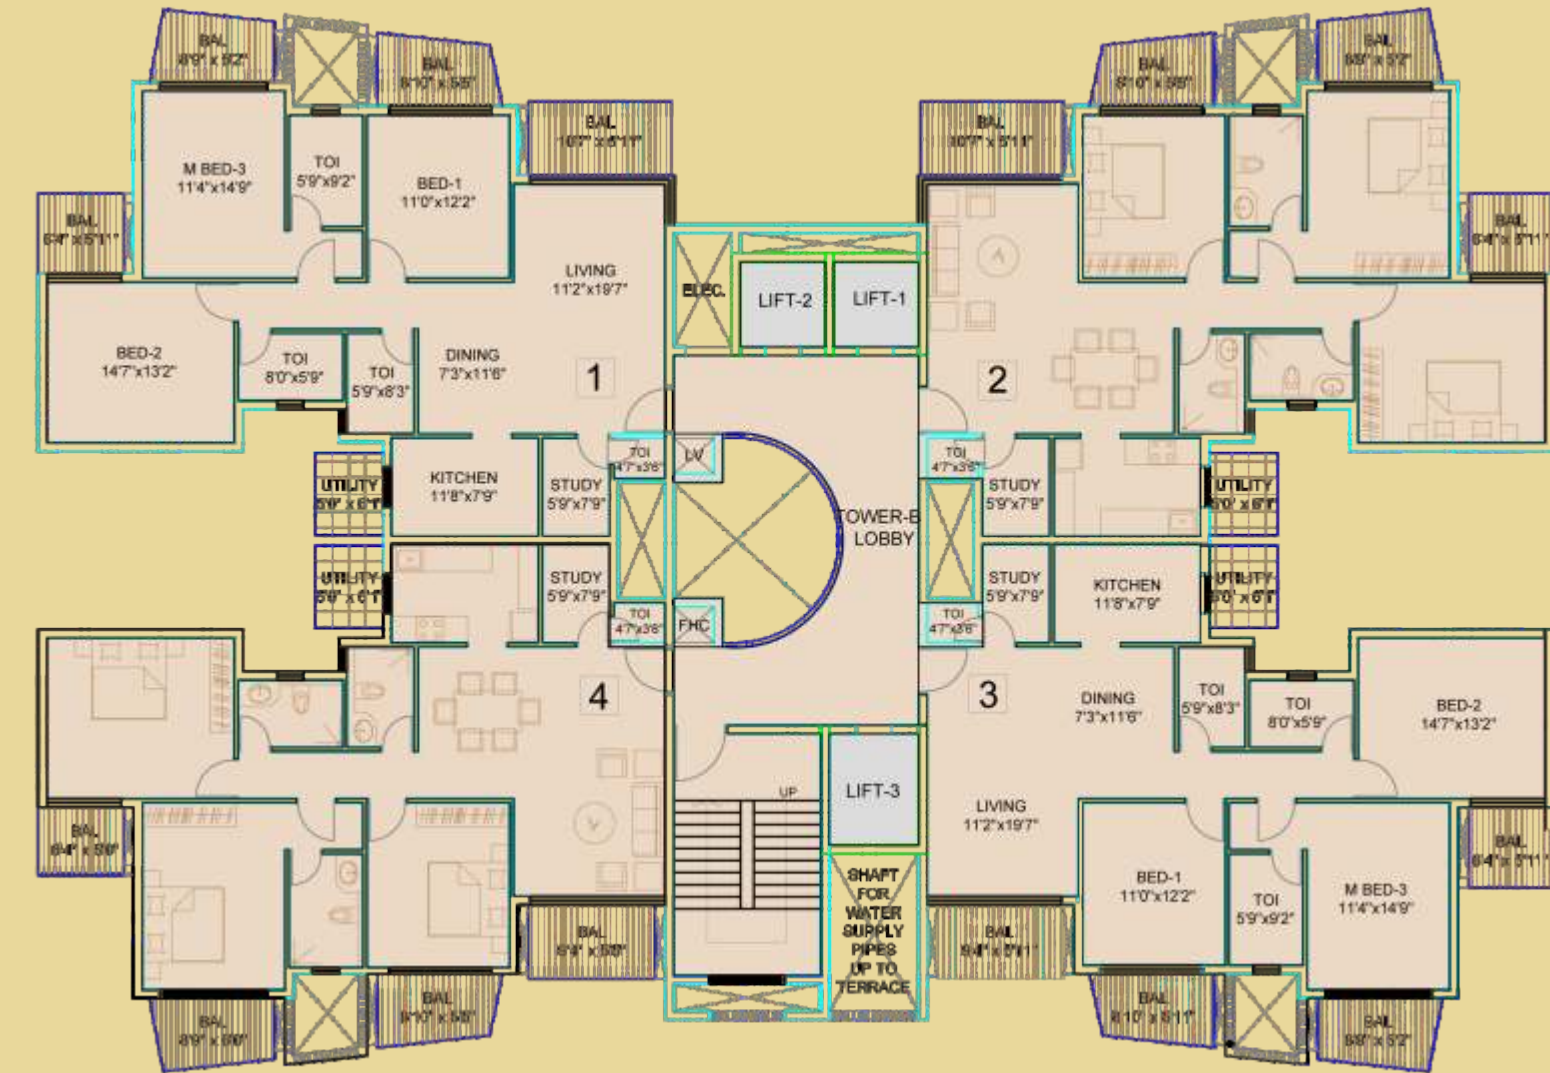 BAL
8'9" x 5'2"
BAL
8'10" x 5'5"
BAL
10'7" x 5'11"
BAL
10'7" x 5'11"
BAL
BAL
M BED-3
11'4"x14'9"
TOI
5'9"x9'2"
BED-1
11'0"x12'2"
BAL
6'4" x 5'11"
BAL
6'4" x 5'11"
LIVING
11'2"x19'7"
ELEC.
LIFT-2
LIFT-1
BED-2
14'7"x13'2"
TOI
8'0"x5'9"
TOI
5'9"x8'3"
DINING
7'3"x11'6"
1
2
KITCHEN
11'8"x7'9"
STUDY
5'9"x7'9"
TOI
4'7"x3'6"
LV
TOI
4'7"x3'6"
STUDY
5'9"x7'9"
UTILITY
UTILITY
TOWER-B
LOBBY
UTILITY
STUDY
5'9"x7'9"
TOI
4'7"x3'6"
FHC
TOI
4'7"x3'6"
STUDY
5'9"x7'9"
KITCHEN
11'8"x7'9"
UTILITY
4
3
DINING
7'3"x11'6"
TOI
5'9"x8'3"
TOI
8'0"x5'9"
BED-2
14'7"x13'2"
UP
LIFT-3
LIVING
11'2"x19'7"
BAL
BAL
6'4" x 5'11"
SHAFT
FOR
WATER
SUPPLY
PIPES
UP TO
TERRACE
BED-1
11'0"x12'2"
TOI
5'9"x9'2"
M BED-3
11'4"x14'9"
BAL
BAL
BAL
BAL
BAL
8'10" x 5'11"
BAL